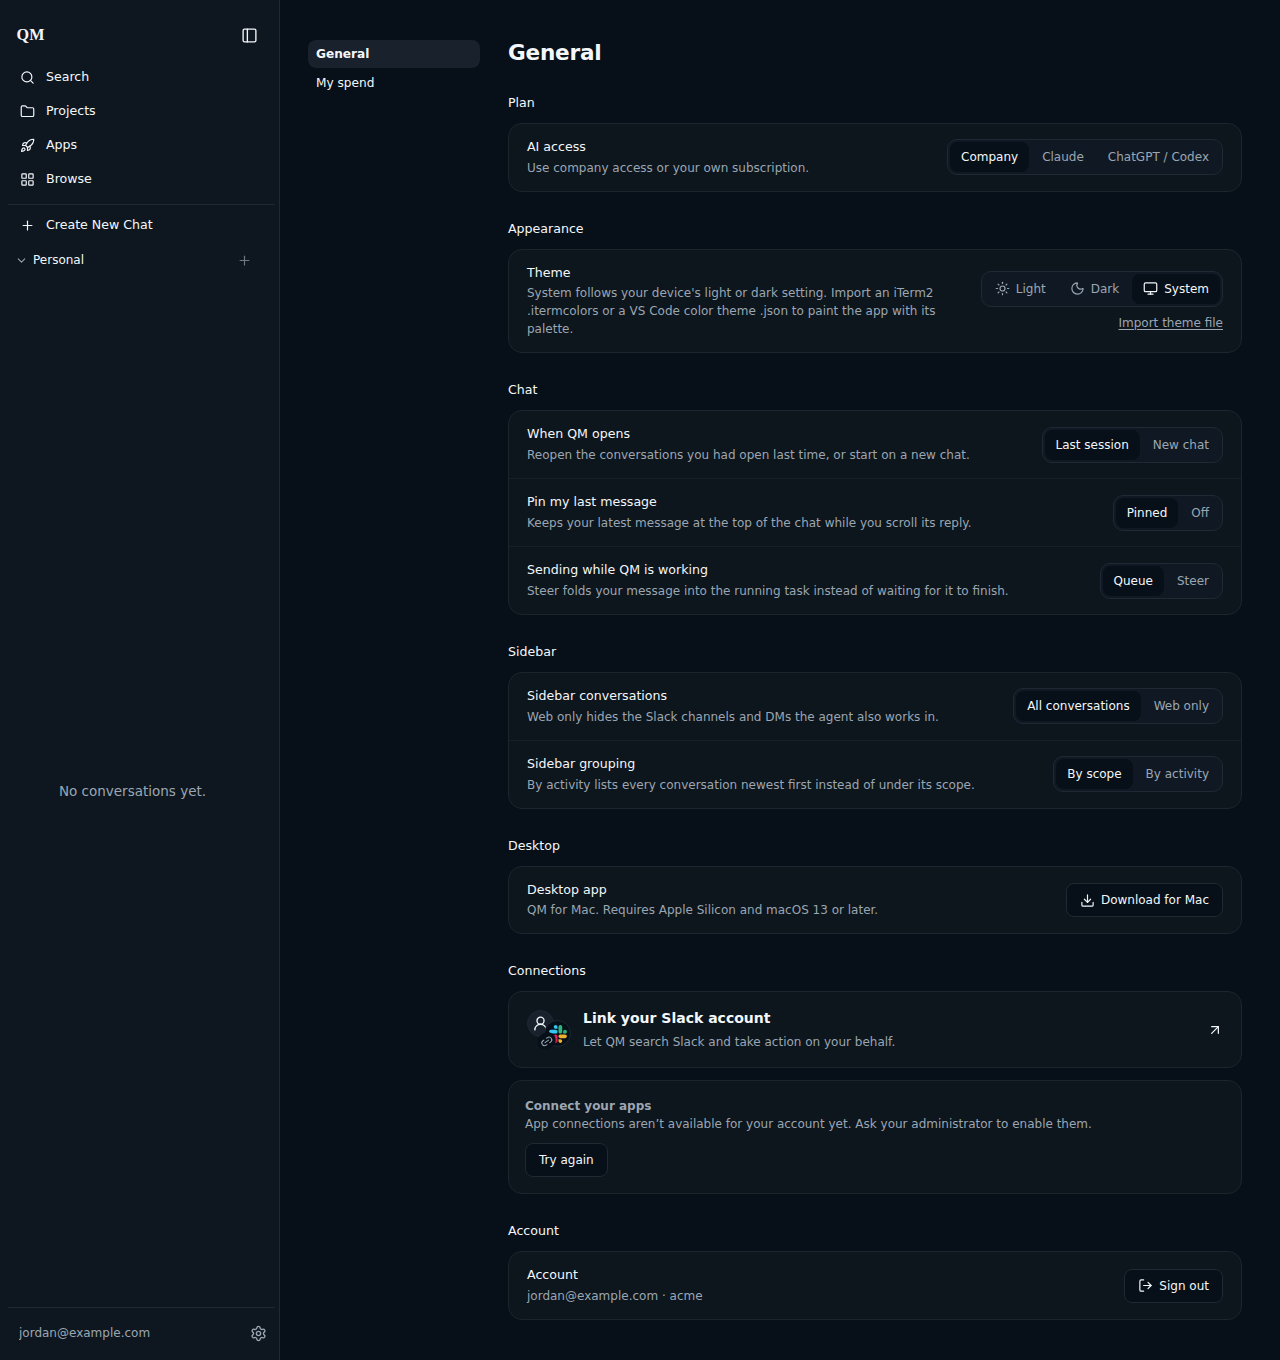 QM
Search
Projects
Apps
Browse
Create New Chat
Personal
No conversations yet.
jordan@example.com
General
My spend
General
Plan
AI access
Use company access or your own subscription.
Company Claude ChatGPT / Codex
Appearance
Theme
System follows your device's light or dark setting. Import an iTerm2
.itermcolors or a VS Code color theme .json to paint the app with its
palette.
Light Dark System
Import theme file
Chat
When QM opens
Reopen the conversations you had open last time, or start on a new chat.
Last session New chat
Pin my last message
Keeps your latest message at the top of the chat while you scroll its reply.
Pinned Off
Sending while QM is working
Steer folds your message into the running task instead of waiting for it to finish.
Queue Steer
Sidebar
Sidebar conversations
Web only hides the Slack channels and DMs the agent also works in.
All conversations Web only
Sidebar grouping
By activity lists every conversation newest first instead of under its scope.
By scope By activity
Desktop
Desktop app
QM for Mac. Requires Apple Silicon and macOS 13 or later.
Download for Mac
Connections
Link your Slack account
Let QM search Slack and take action on your behalf.
Connect your apps
App connections aren’t available for your account yet. Ask your administrator to enable them.
Try again
Account
Account
jordan@example.com · acme
Sign out